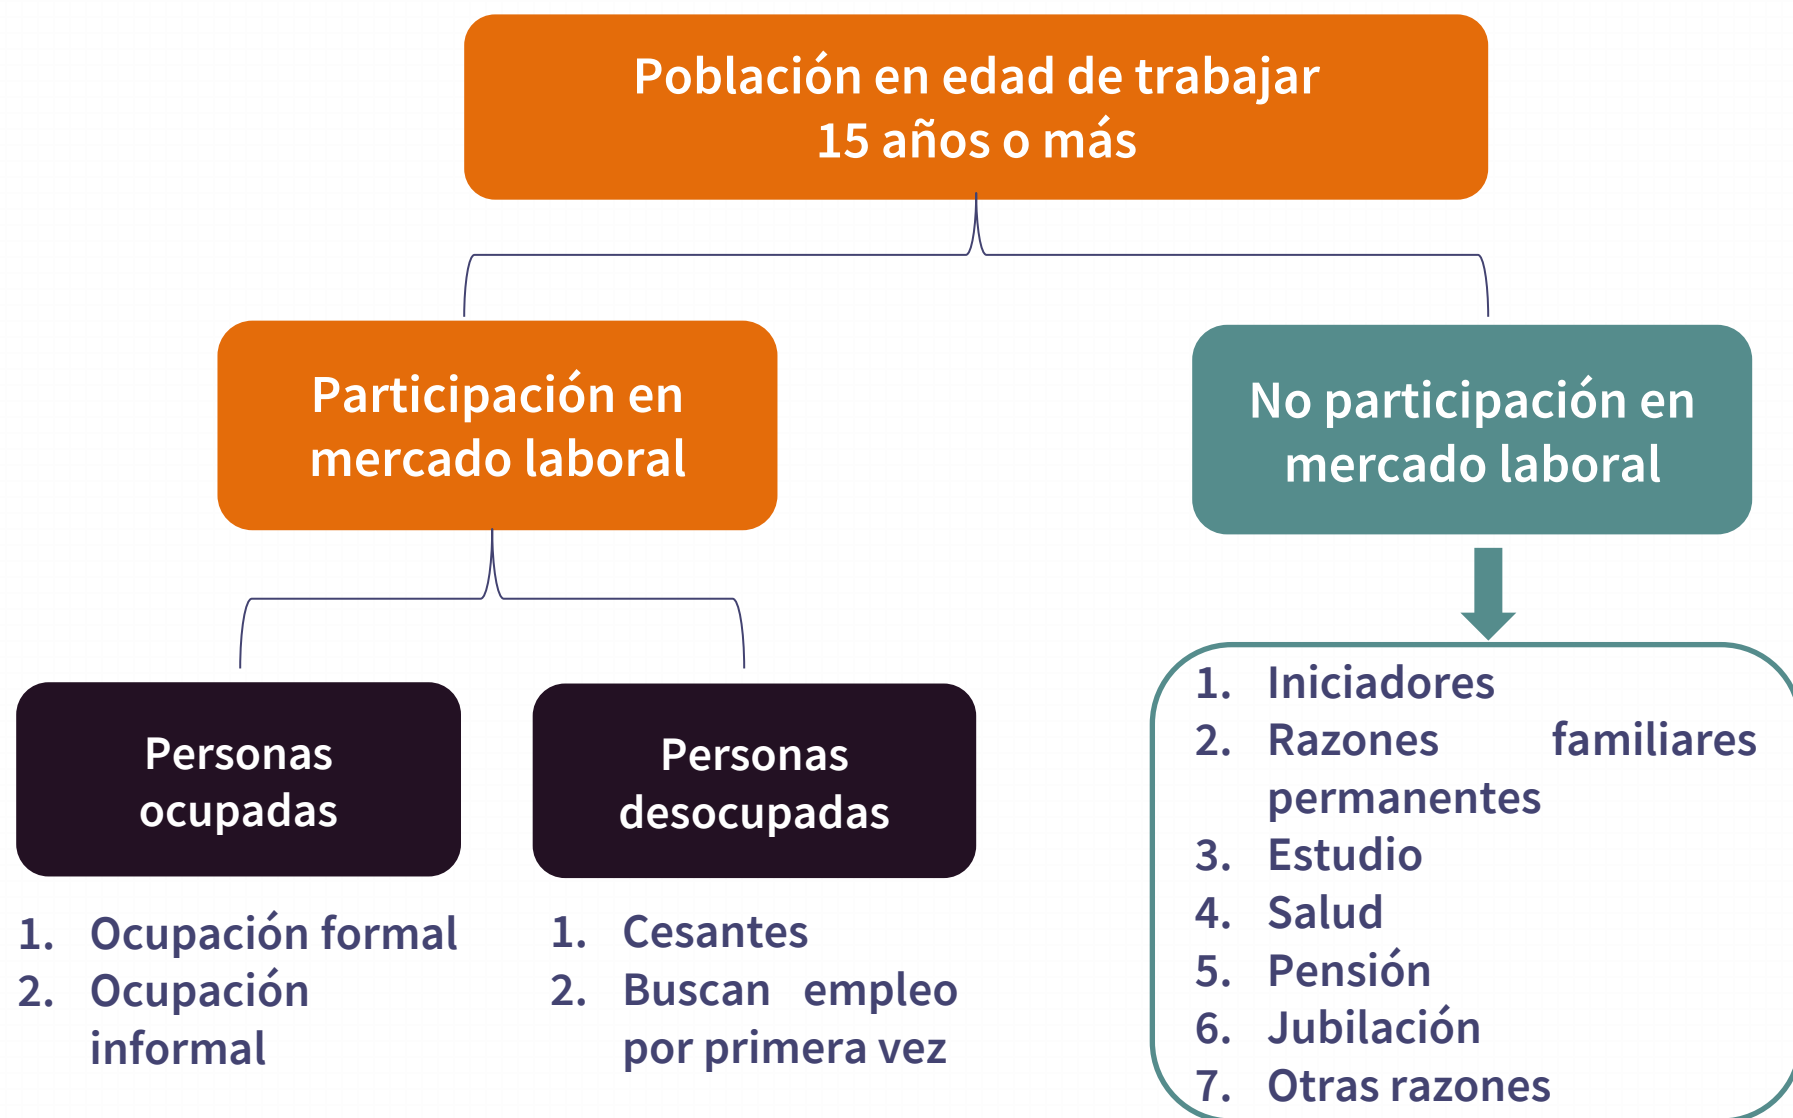 Población en edad de trabajar
15 años o más
Participación en
mercado laboral
No participación en
mercado laboral
Personas
ocupadas
Personas
desocupadas
1. Ocupación formal
2. Ocupación
informal
1. Cesantes
2. Buscan empleo
por primera vez
1. Iniciadores
2. Razones familiares
permanentes
3. Estudio
4. Salud
5. Pensión
6. Jubilación
7. Otras razones